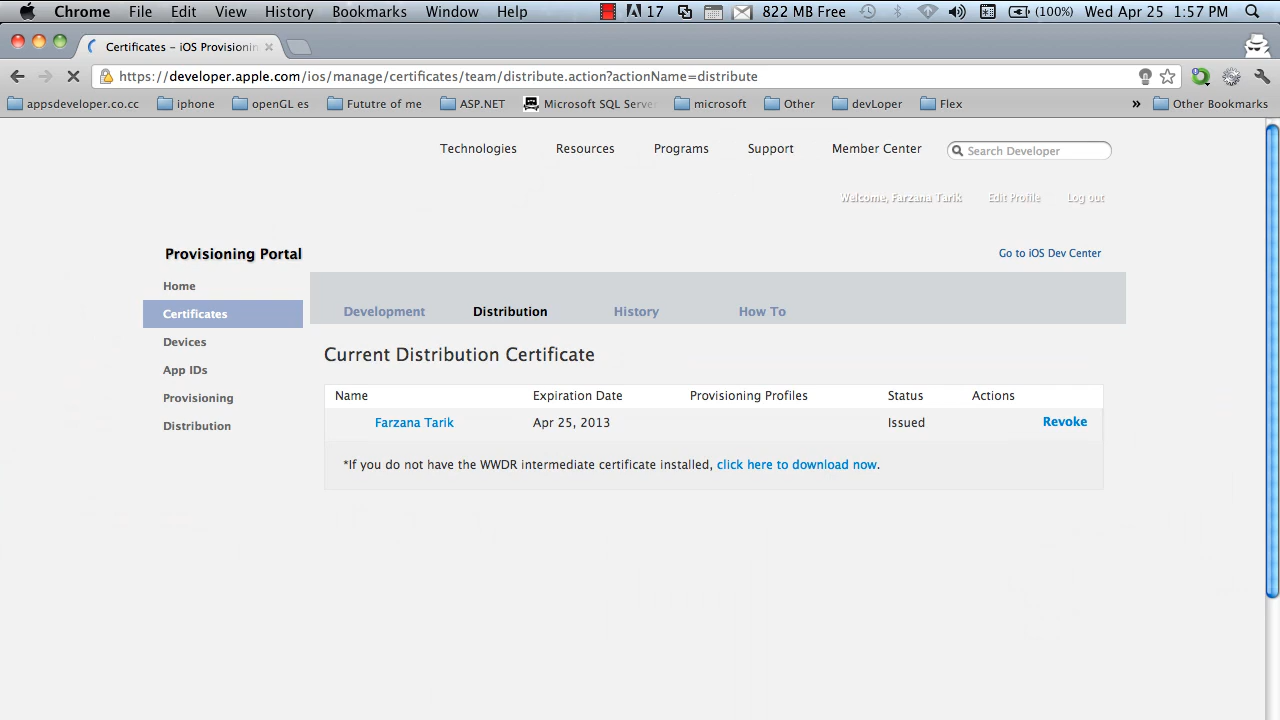 Chrome File Edit View History Bookmarks Window Help 17 822 MB Free (100%) Wed Apr 25 1:57 PM
Certificates – iOS Provisionin
https://developer.apple.com/ios/manage/certificates/team/distribute.action?actionName=distribute
appsdeveloper.co.cc iphone openGL es Fututre of me ASP.NET Microsoft SQL Serve microsoft Other devLoper Flex » Other Bookmarks
Technologies Resources Programs Support Member Center Search Developer
Welcome, Farzana Tarik Edit Profile Log out
Provisioning Portal Go to iOS Dev Center
Home
Certificates
Devices
App IDs
Provisioning
Distribution
Development Distribution History How To
Current Distribution Certificate
Name Expiration Date Provisioning Profiles Status Actions
Farzana Tarik Apr 25, 2013 Issued Revoke
*If you do not have the WWDR intermediate certificate installed, click here to download now.